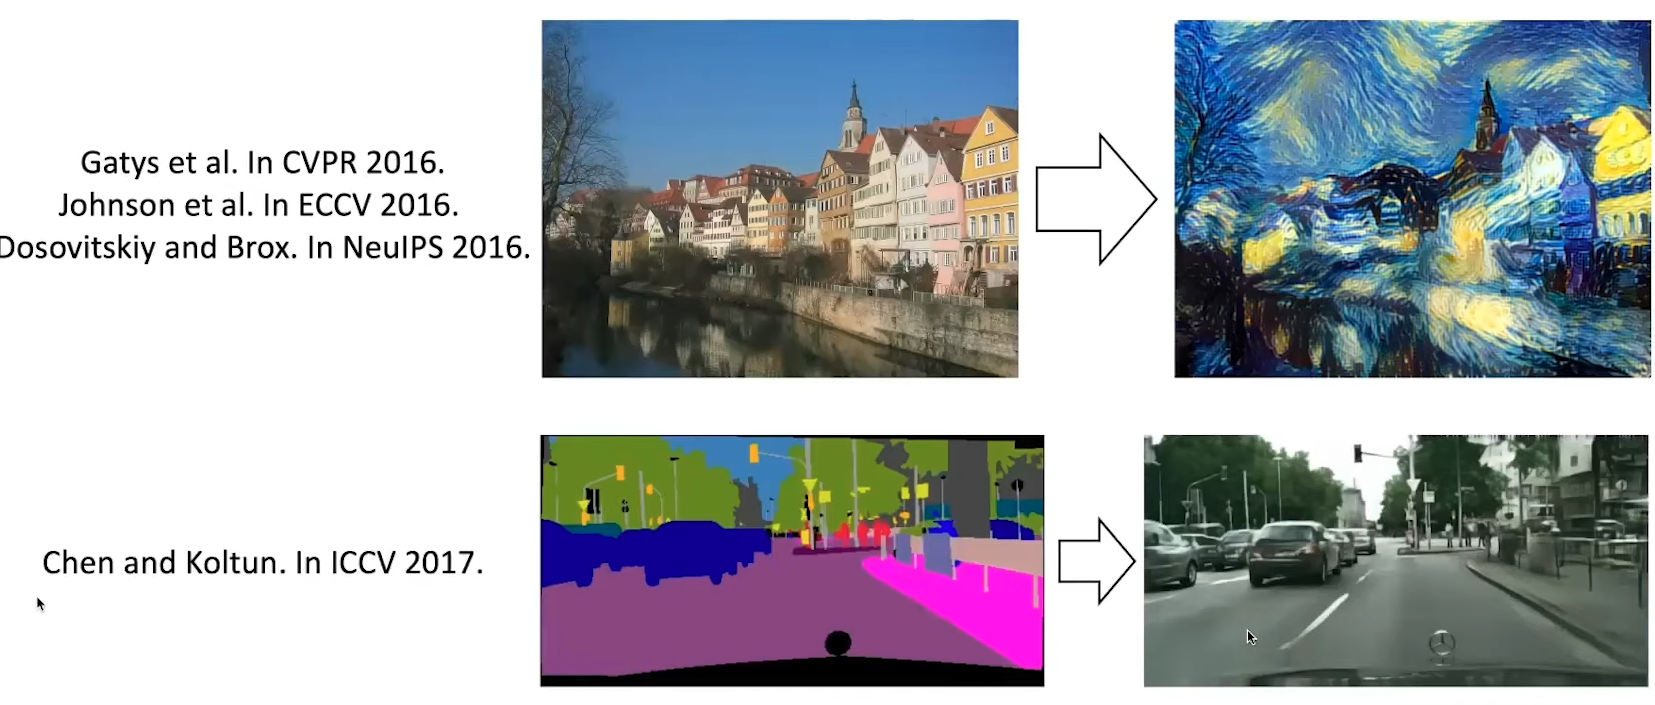 Gatys et al. In CVPR 2016.
Johnson et al. In ECCV 2016.
Dosovitskiy and Brox. In NeuIPS 2016.
Chen and Koltun. In ICCV 2017.